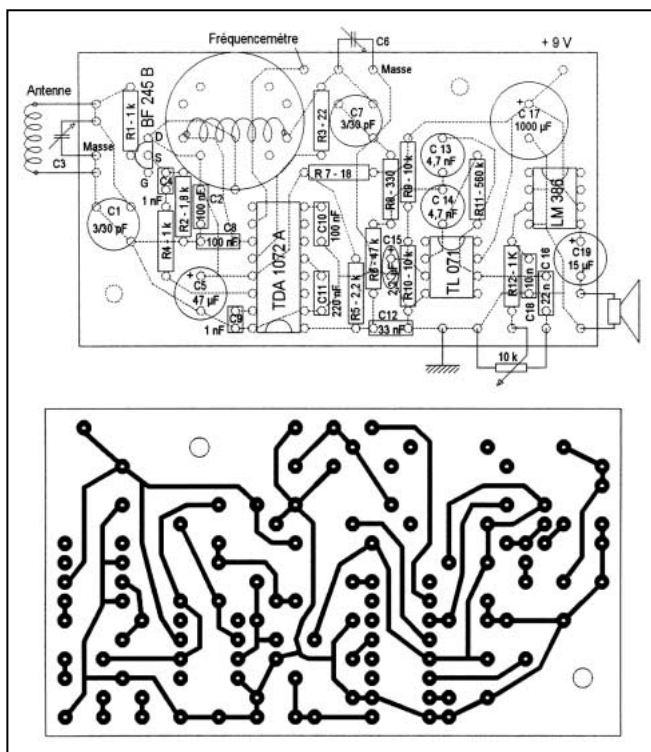 Fréquencemètre
C6
Masse
+ 9 V
Antenne
C3
Masse
R1 - 1 k
BF 245 B
D
S
G
C1
3/30 pF
1 nF
R4 - 1 k
R2 - 1,8 k
100 nF
C2
C8
100 nF
C5
47 µF
C9
1 nF
TDA 1072 A
R3 - 22
C7
3/30 pF
R 7 - 18
C10
100 nF
C11
220 nF
R5 - 2,2 k
R6 - 47 k
R8 - 330
R9 - 10 k
C15
R10 - 10k
C12
33 nF
C 13
4,7 nF
C 14
4,7 nF
R11 - 560 k
TL 071
C 17
1000 µF
LM 386
R12 - 1 K
C18
10 n
C 16
22 n
C19
15 µF
10 k